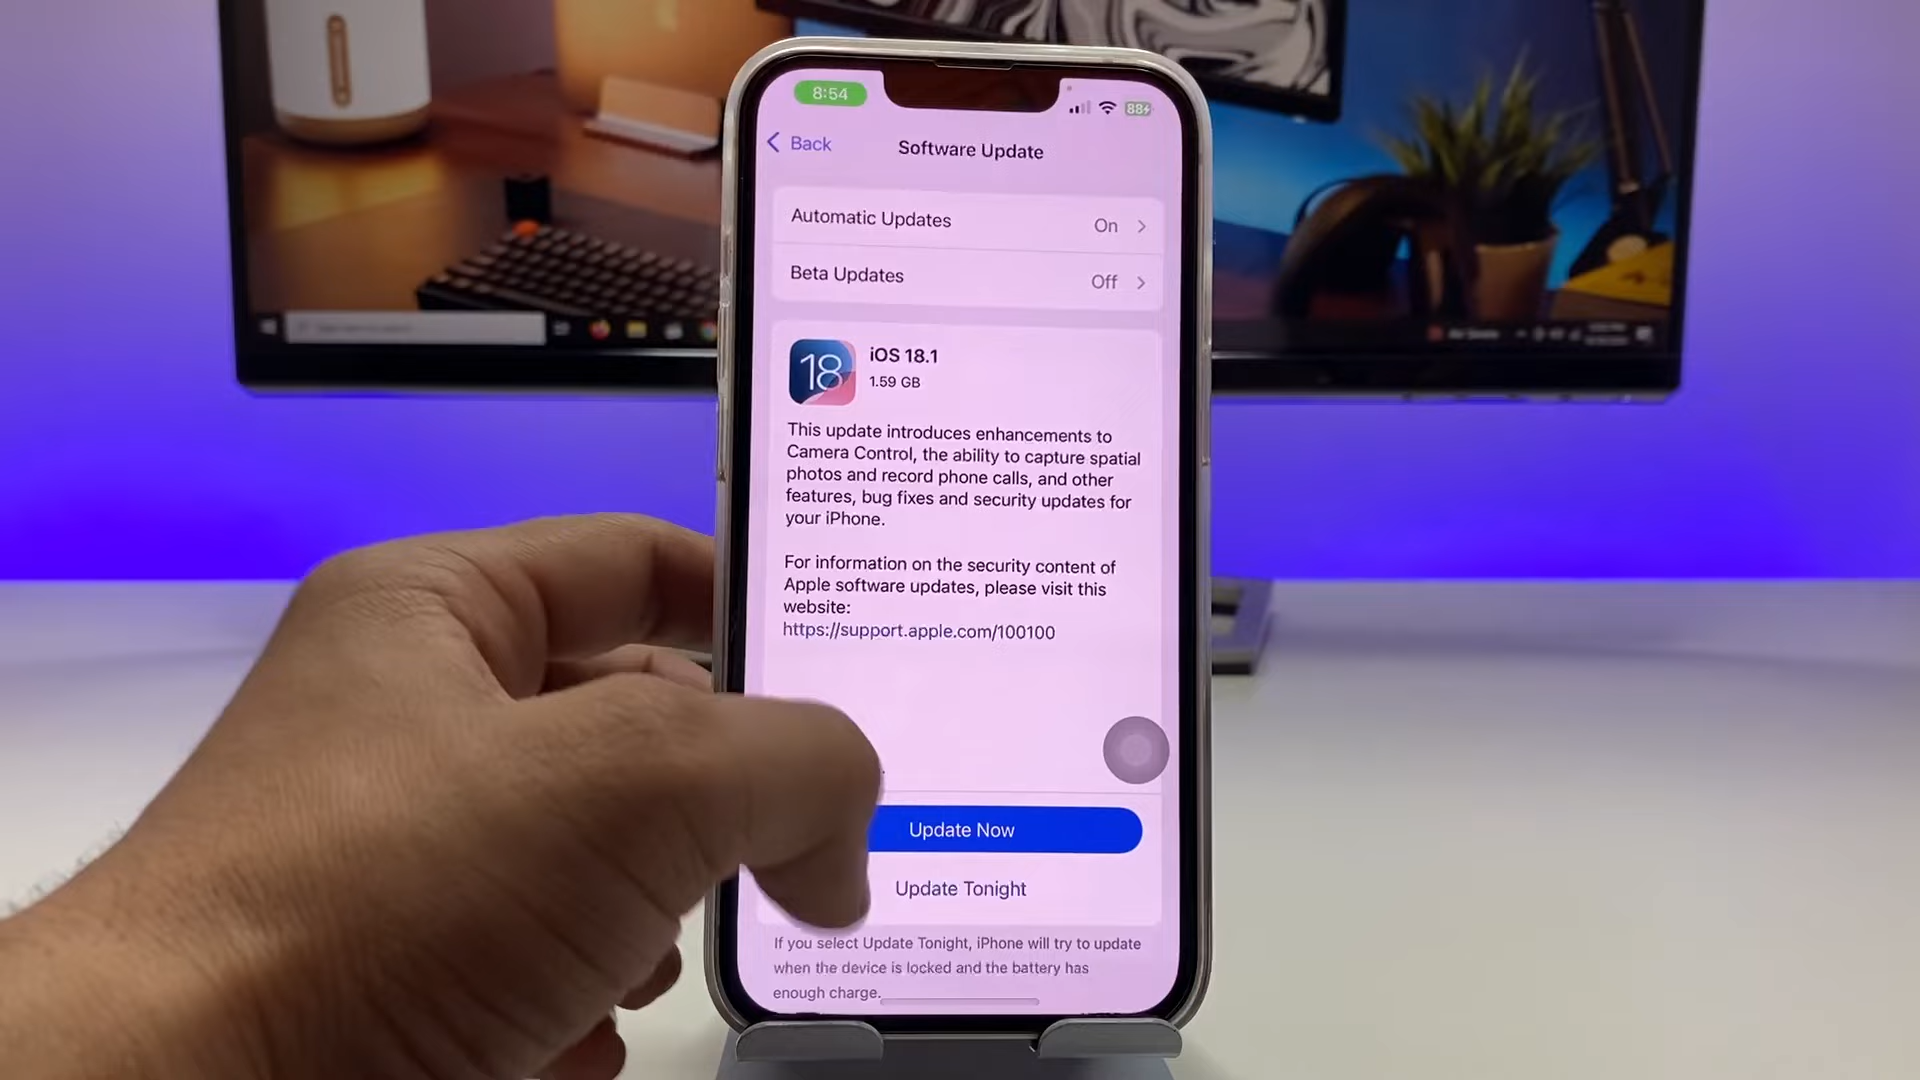 8:54
88
Back
Software Update
Automatic Updates
On
Beta Updates
Off
18
iOS 18.1
1.59 GB
This update introduces enhancements to
Camera Control, the ability to capture spatial
photos and record phone calls, and other
features, bug fixes and security updates for
your iPhone.
For information on the security content of
Apple software updates, please visit this
website:
https://support.apple.com/100100
Update Now
Update Tonight
If you select Update Tonight, iPhone will try to update
when the device is locked and the battery has
enough charge.